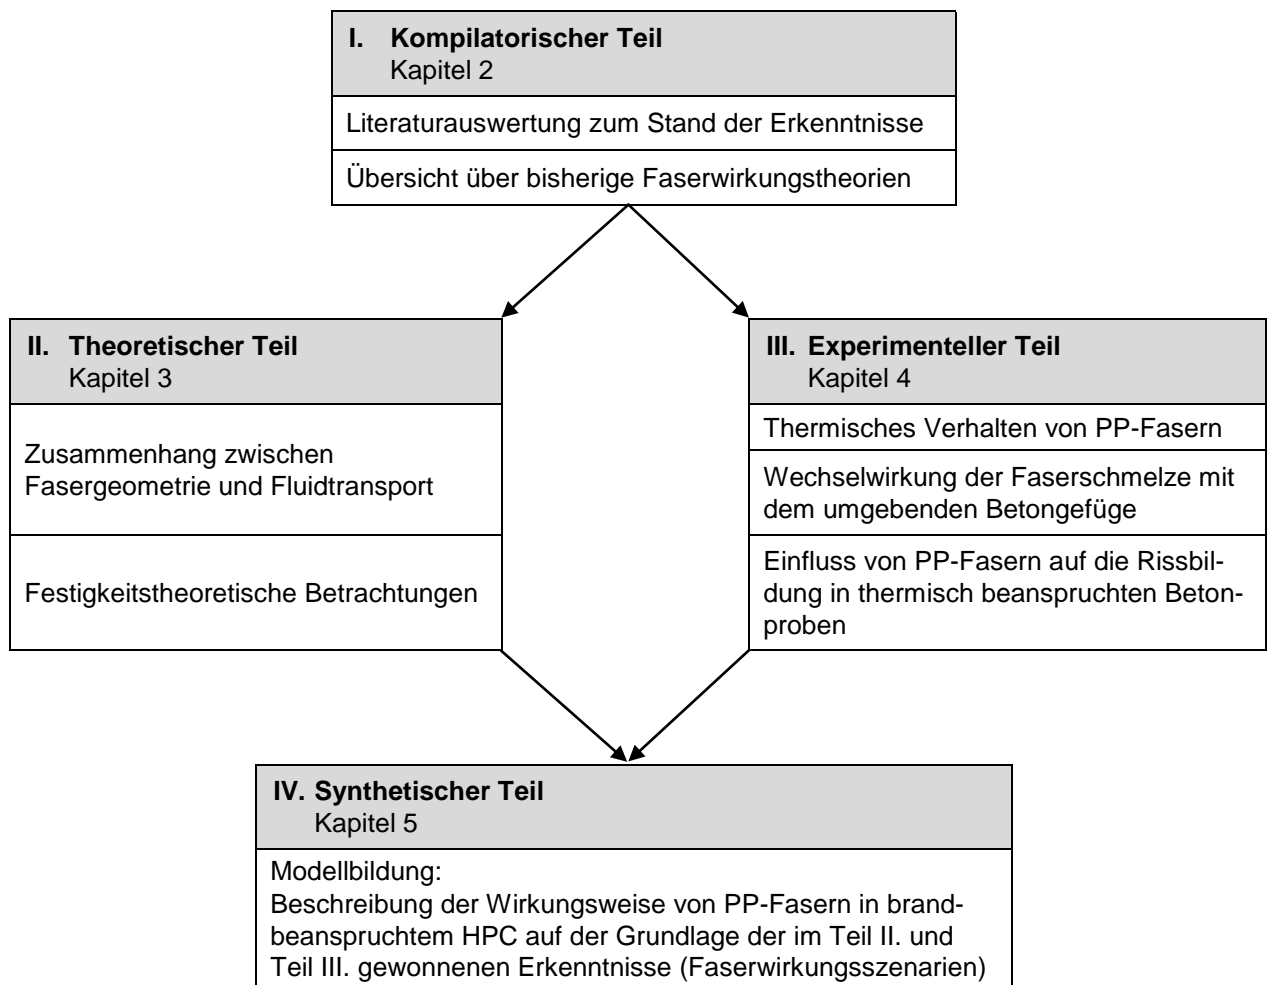 I. Kompilatorischer Teil
Kapitel 2
Literaturauswertung zum Stand der Erkenntnisse
Übersicht über bisherige Faserwirkungstheorien
II. Theoretischer Teil
Kapitel 3
Zusammenhang zwischen
Fasergeometrie und Fluidtransport
Festigkeitstheoretische Betrachtungen
III. Experimenteller Teil
Kapitel 4
Thermisches Verhalten von PP-Fasern
Wechselwirkung der Faserschmelze mit
dem umgebenden Betongefüge
Einfluss von PP-Fasern auf die Rissbil-
dung in thermisch beanspruchten Beton-
proben
IV. Synthetischer Teil
Kapitel 5
Modellbildung:
Beschreibung der Wirkungsweise von PP-Fasern in brand-
beanspruchtem HPC auf der Grundlage der im Teil II. und
Teil III. gewonnenen Erkenntnisse (Faserwirkungsszenarien)